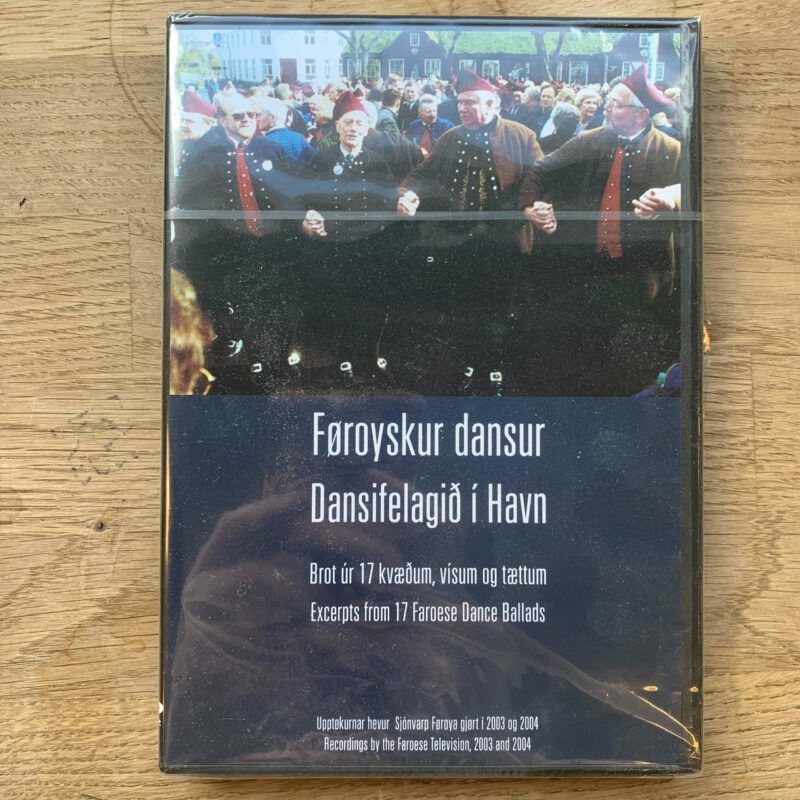 Føroyskur dansur
Dansifelagið í Havn
Brot úr 17 kvæðum, vísum og tættum
Excerpts from 17 Faroese Dance Ballads
Upptøkurnar hevur Sjónvarp Føroya gjørt í 2003 og 2004
Recordings by the Faroese Television, 2003 and 2004